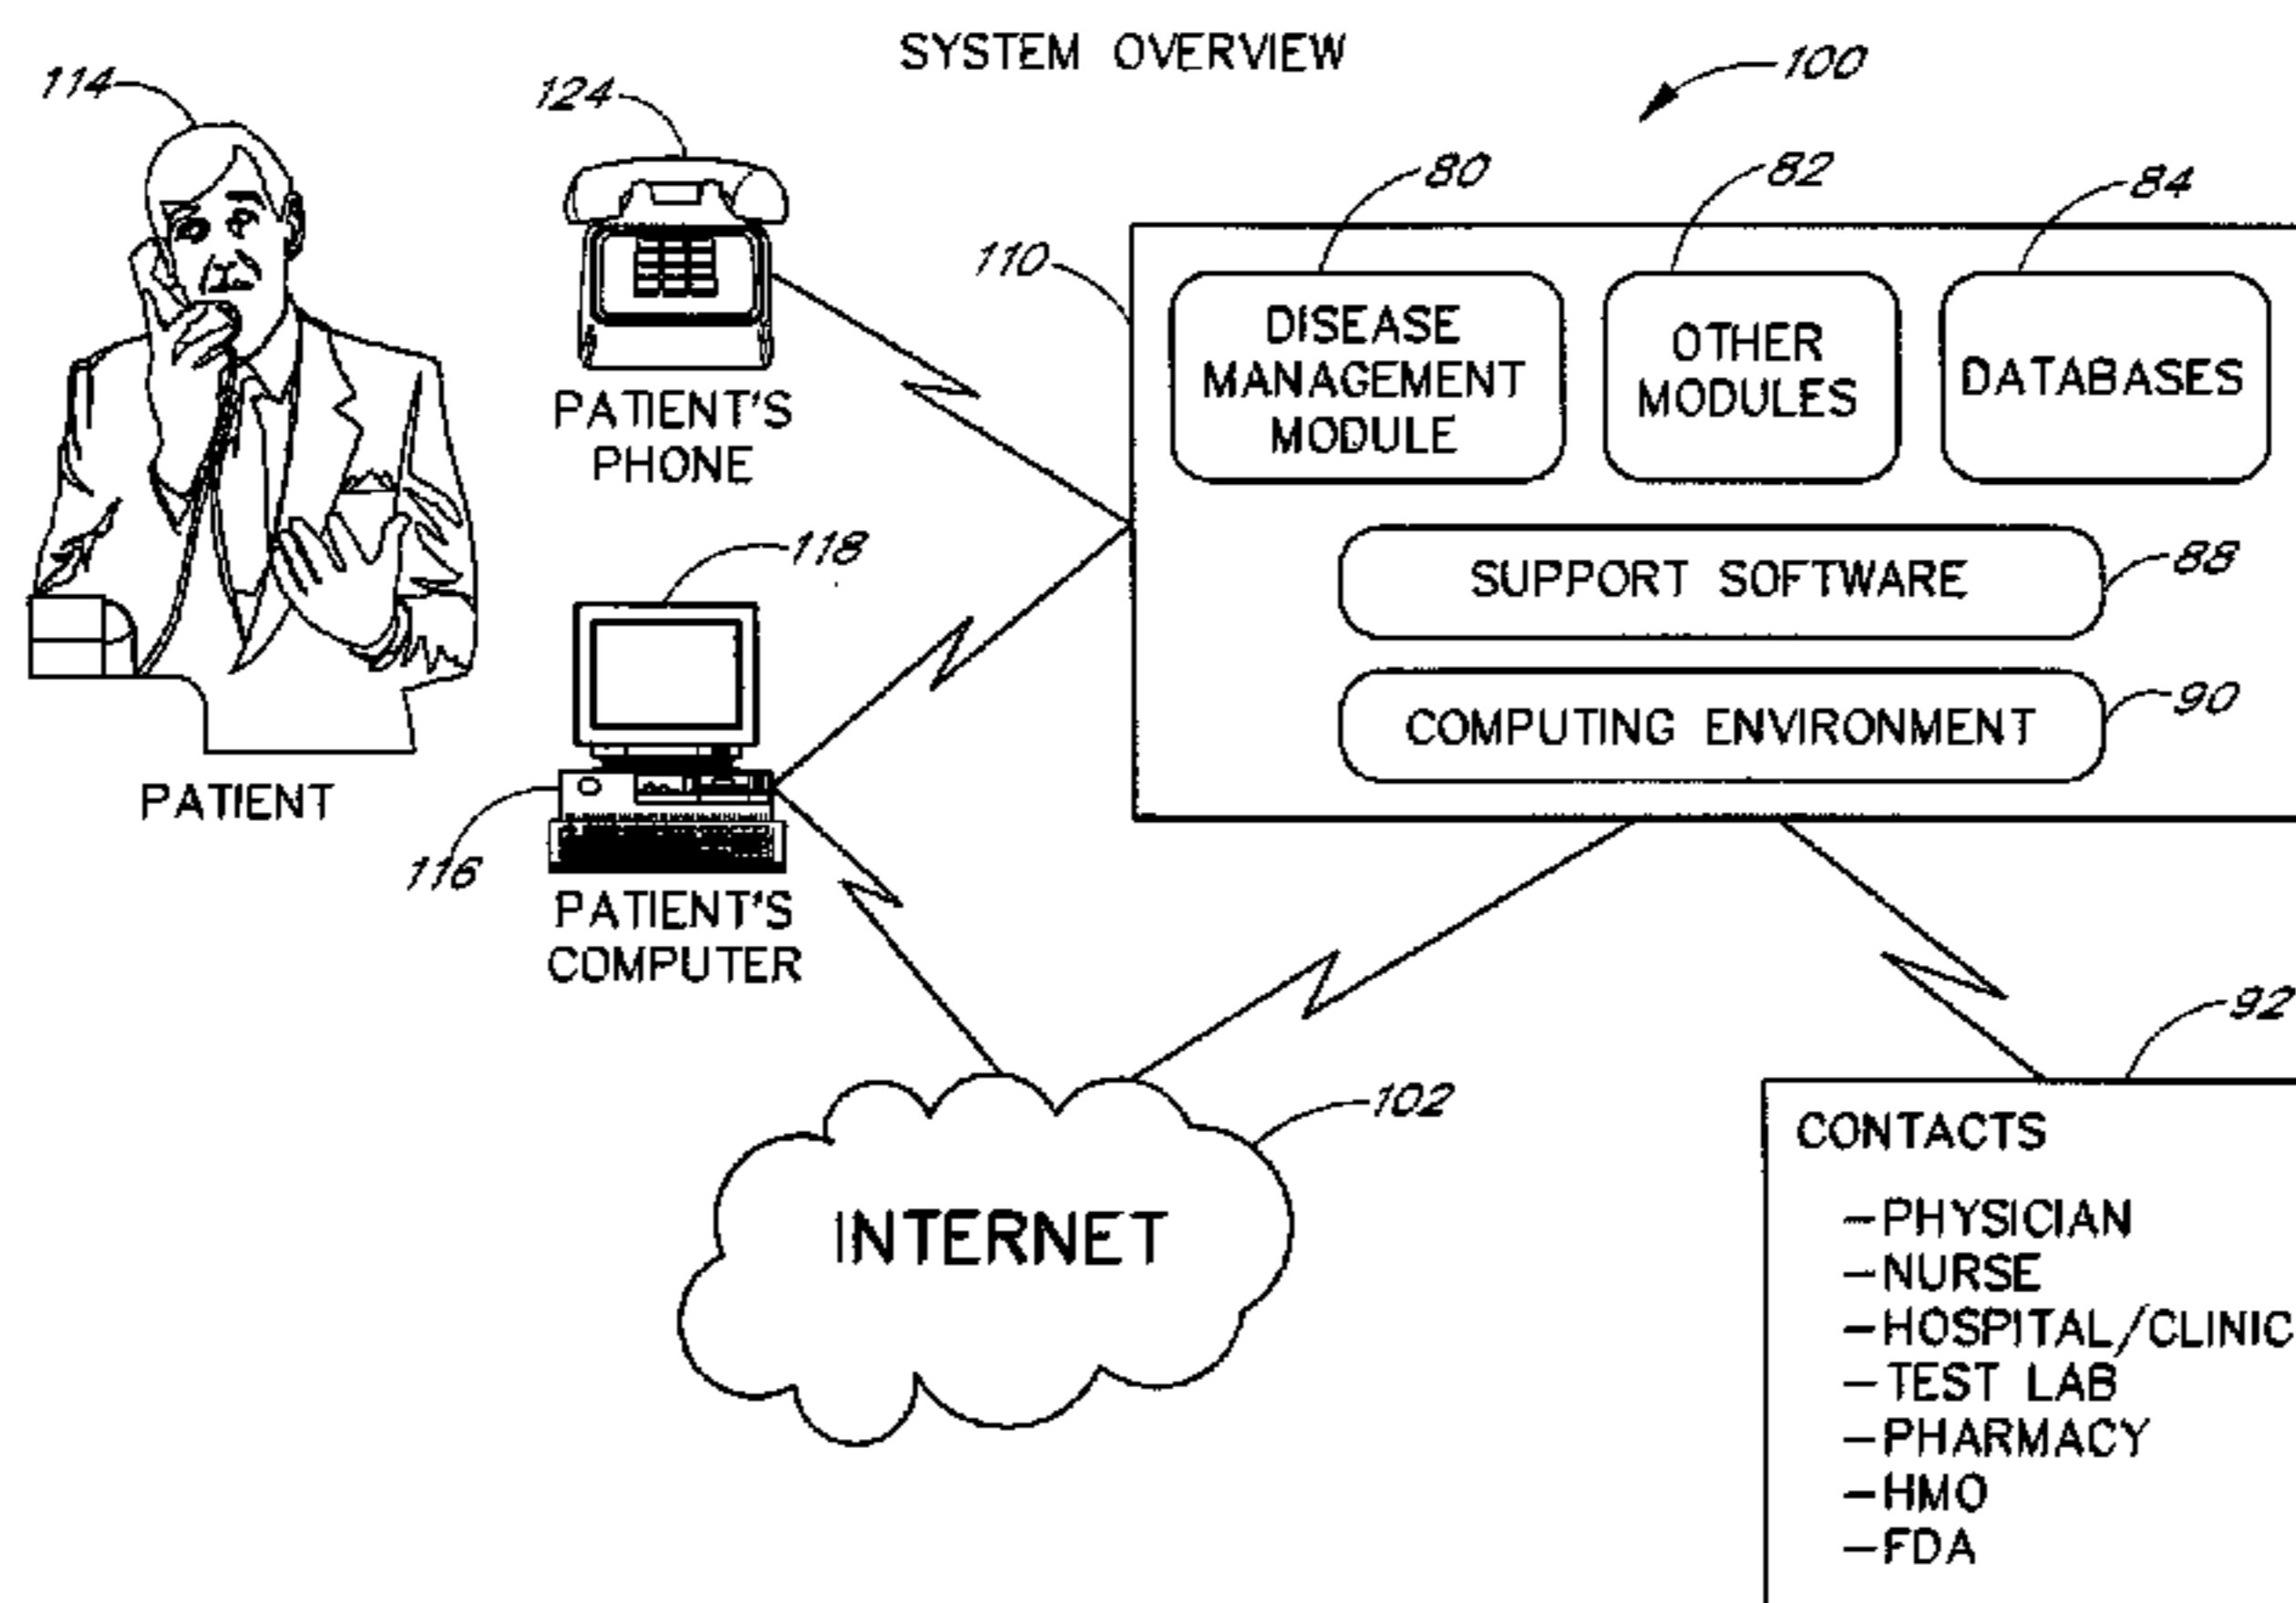 SYSTEM OVERVIEW
100
114
124
80
82
84
110
DISEASE
MANAGEMENT
MODULE
OTHER
MODULES
DATABASES
PATIENT'S
PHONE
118
SUPPORT SOFTWARE
88
COMPUTING ENVIRONMENT
90
PATIENT
116
PATIENT'S
COMPUTER
92
102
INTERNET
CONTACTS
-PHYSICIAN
-NURSE
-HOSPITAL/CLINIC
-TEST LAB
-PHARMACY
-HMO
-FDA